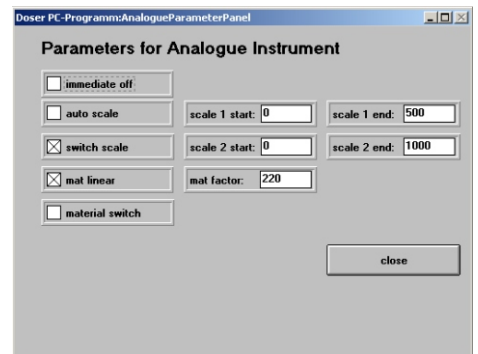 Doser PC-Programm:AnalogueParameterPanel
Parameters for Analogue Instrument
immediate off
auto scale
scale 1 start: 0
scale 1 end: 500
switch scale
scale 2 start: 0
scale 2 end: 1000
mat linear
mat factor: 220
material switch
close